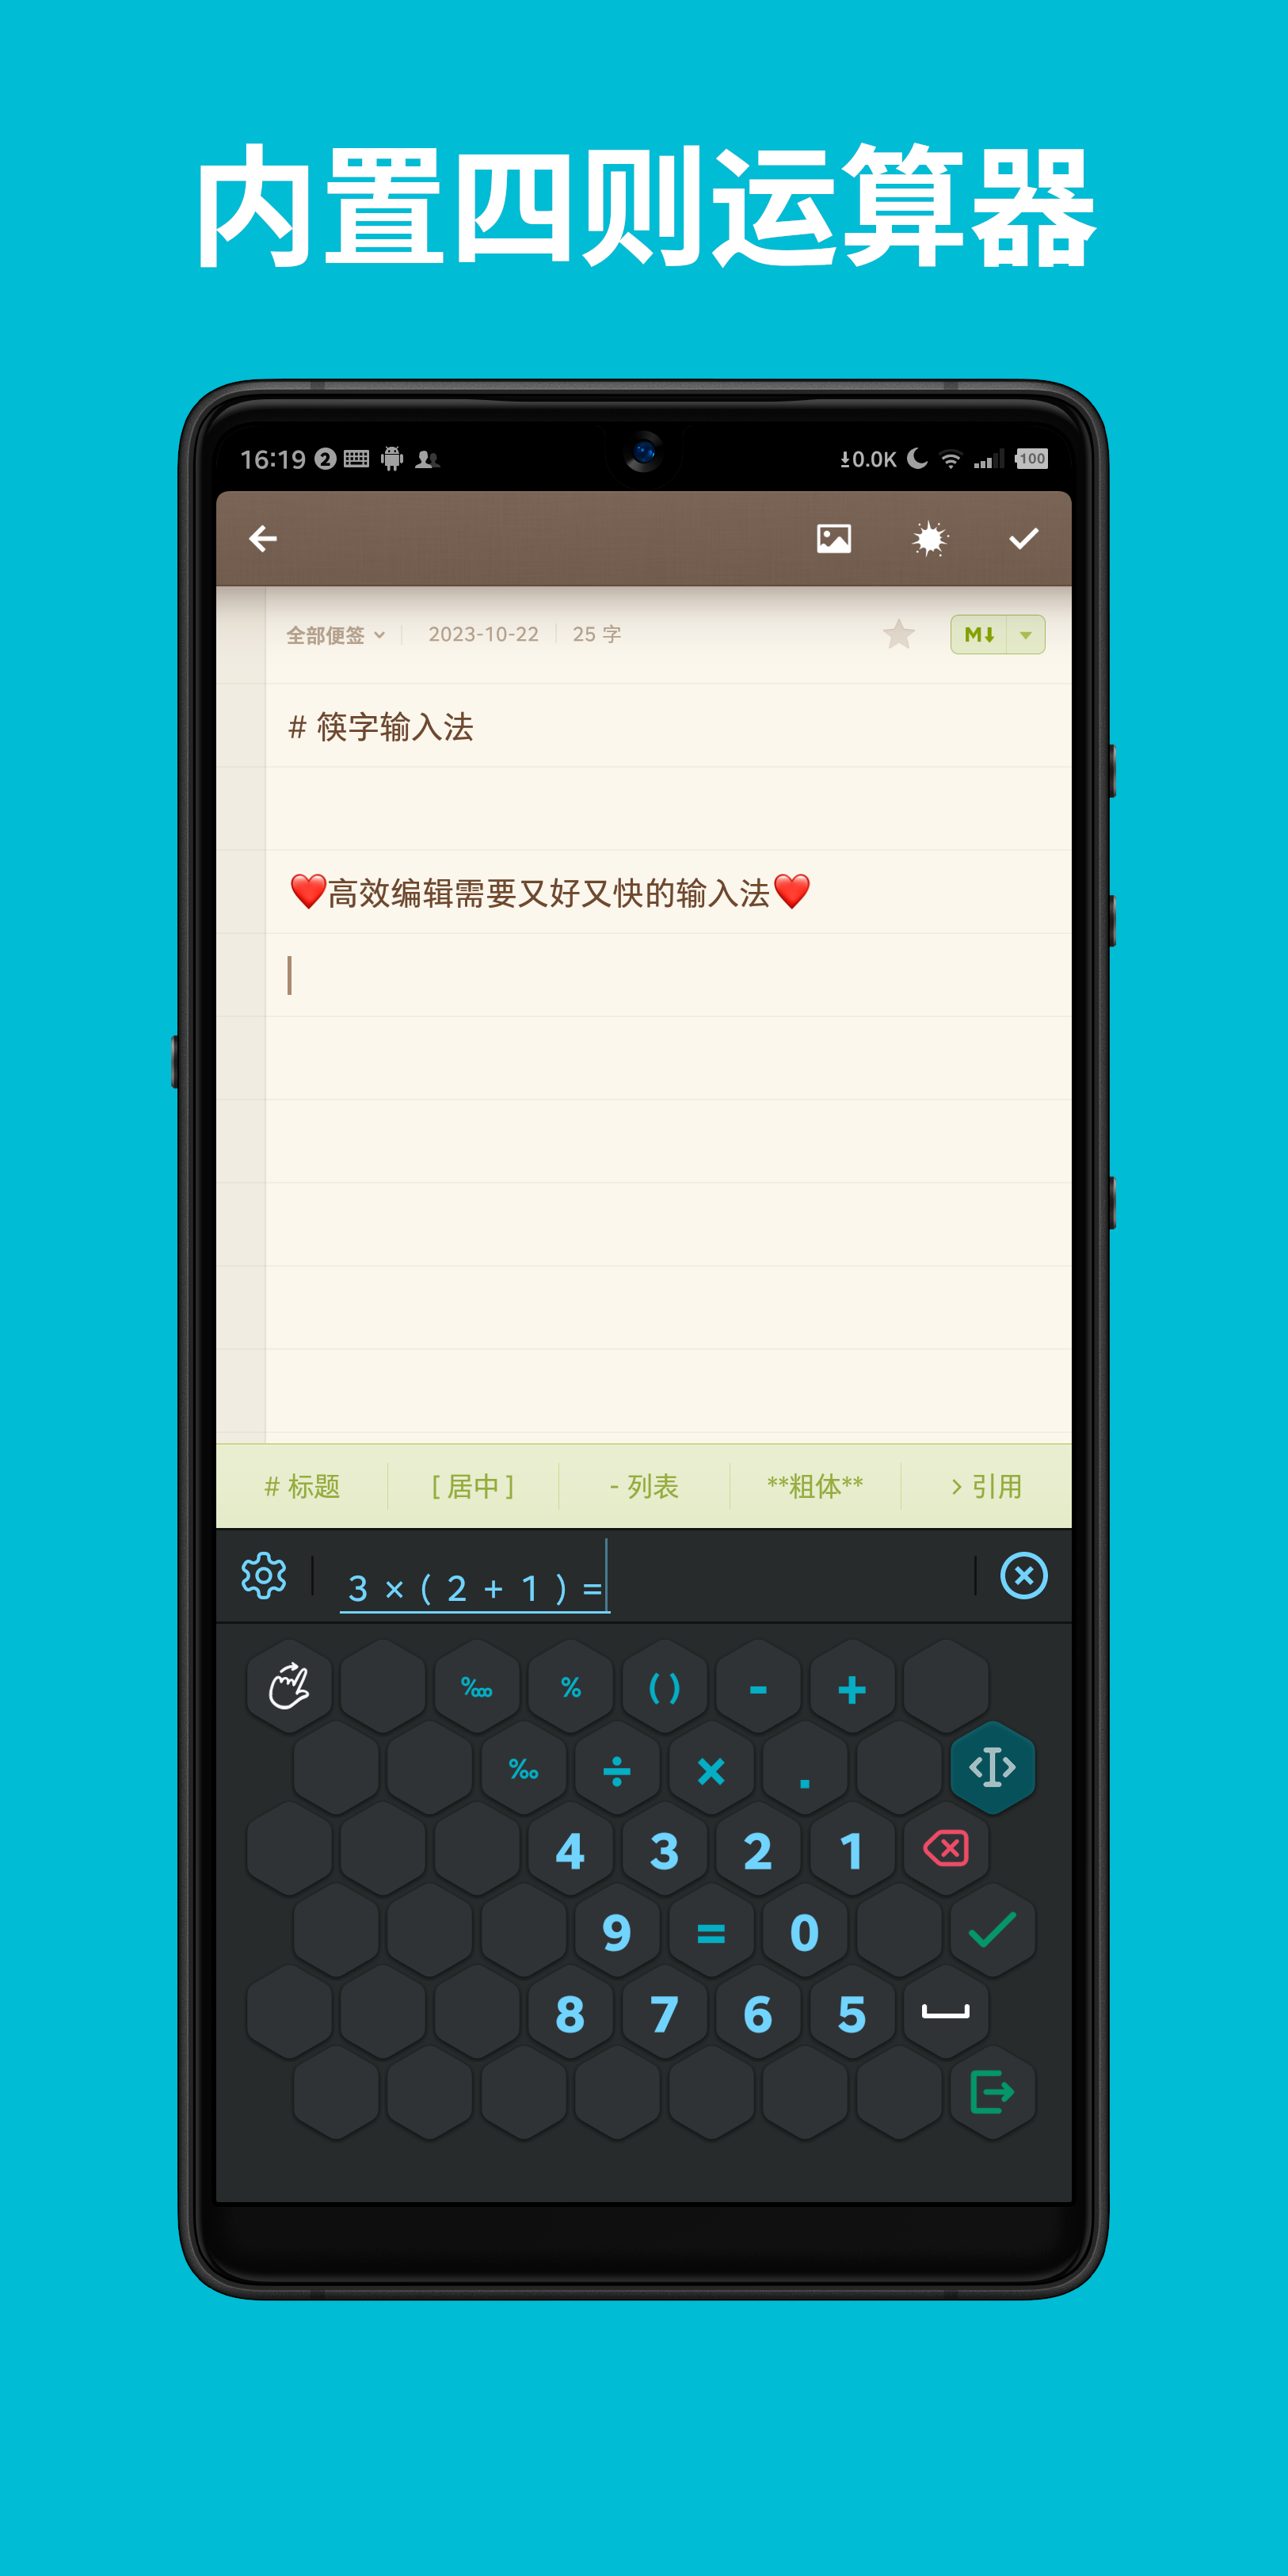 内置四则运算器
16:19 2 0.0K 100
全部便签 2023-10-22 25 字 M↓
# 筷字输入法
❤️高效编辑需要又好又快的输入法❤️
# 标题 [ 居中 ] - 列表 **粗体** > 引用
3 × ( 2 + 1 ) =
‱ % ( ) - +
‰ ÷ × .
4 3 2 1
9 = 0
8 7 6 5